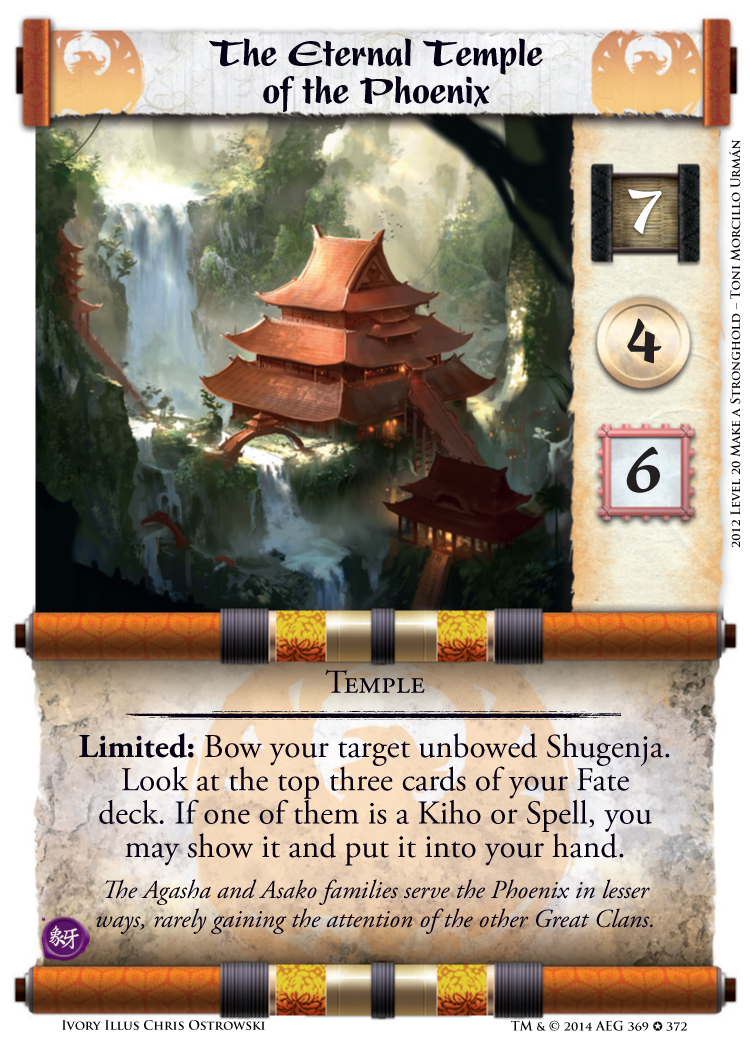 The Eternal Temple
of the Phoenix
7
4
6
2012 Level 20 Make a Stronghold – Toni Morcillo Urmán
Temple
Limited: Bow your target unbowed Shugenja.
Look at the top three cards of your Fate
deck. If one of them is a Kiho or Spell, you
may show it and put it into your hand.
The Agasha and Asako families serve the Phoenix in lesser
ways, rarely gaining the attention of the other Great Clans.
象牙
Ivory Illus Chris Ostrowski
TM & © 2014 AEG 369 ✪ 372